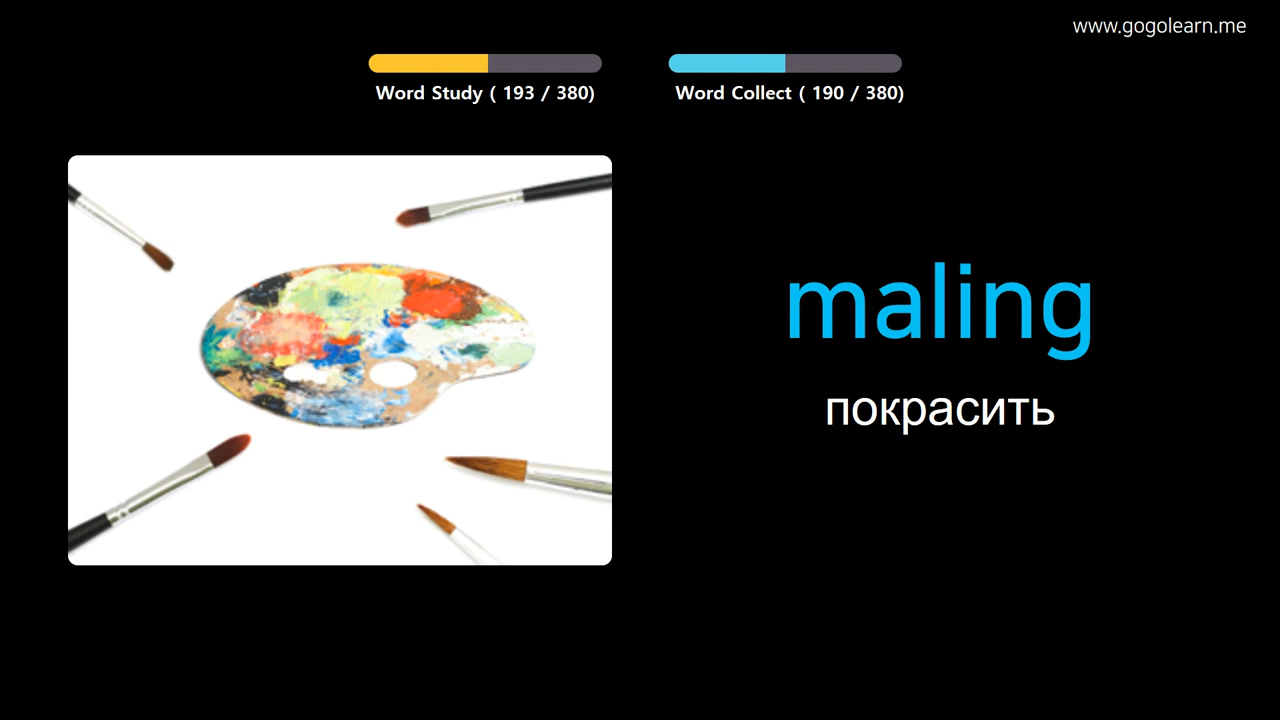 www.gogolearn.me
Word Study ( 193 / 380)
Word Collect ( 190 / 380)
maling
покрасить